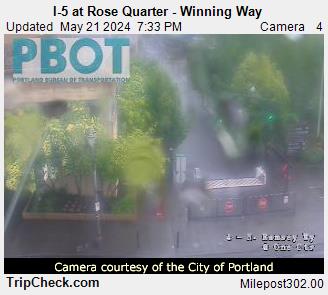 I-5 at Rose Quarter - Winning Way
Updated May 21 2024 7:33 PM Camera 4
PBOT
PORTLAND BUREAU OF TRANSPORTATION
Camera courtesy of the City of Portland
TripCheck.com Milepost302.00